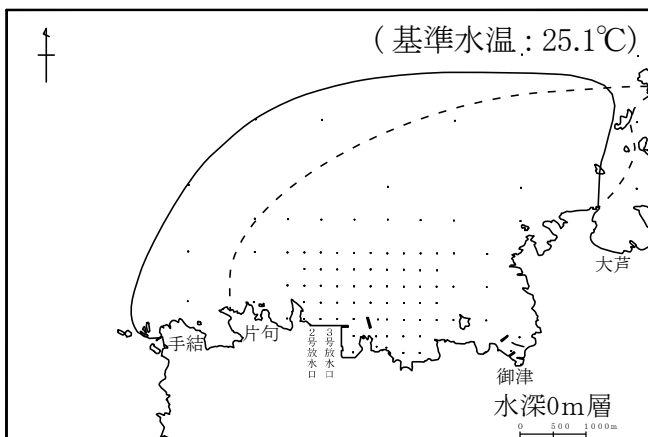 (基準水温:25.1℃)
大芦
手結
片句
2号放水口
3号放水口
御津
水深0m層
0 500 1000m